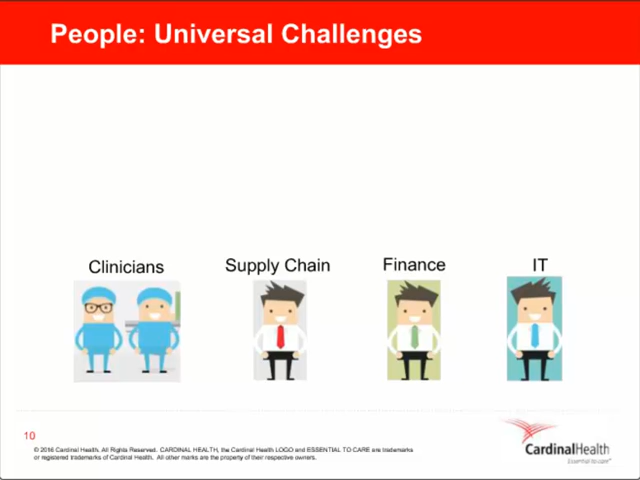 People: Universal Challenges
Clinicians Supply Chain Finance IT
10
© 2016 Cardinal Health. All Rights Reserved. CARDINAL HEALTH, the Cardinal Health LOGO and ESSENTIAL TO CARE are trademarks
or registered trademarks of Cardinal Health. All other marks are the property of their respective owners.
CardinalHealth
Essential to care™